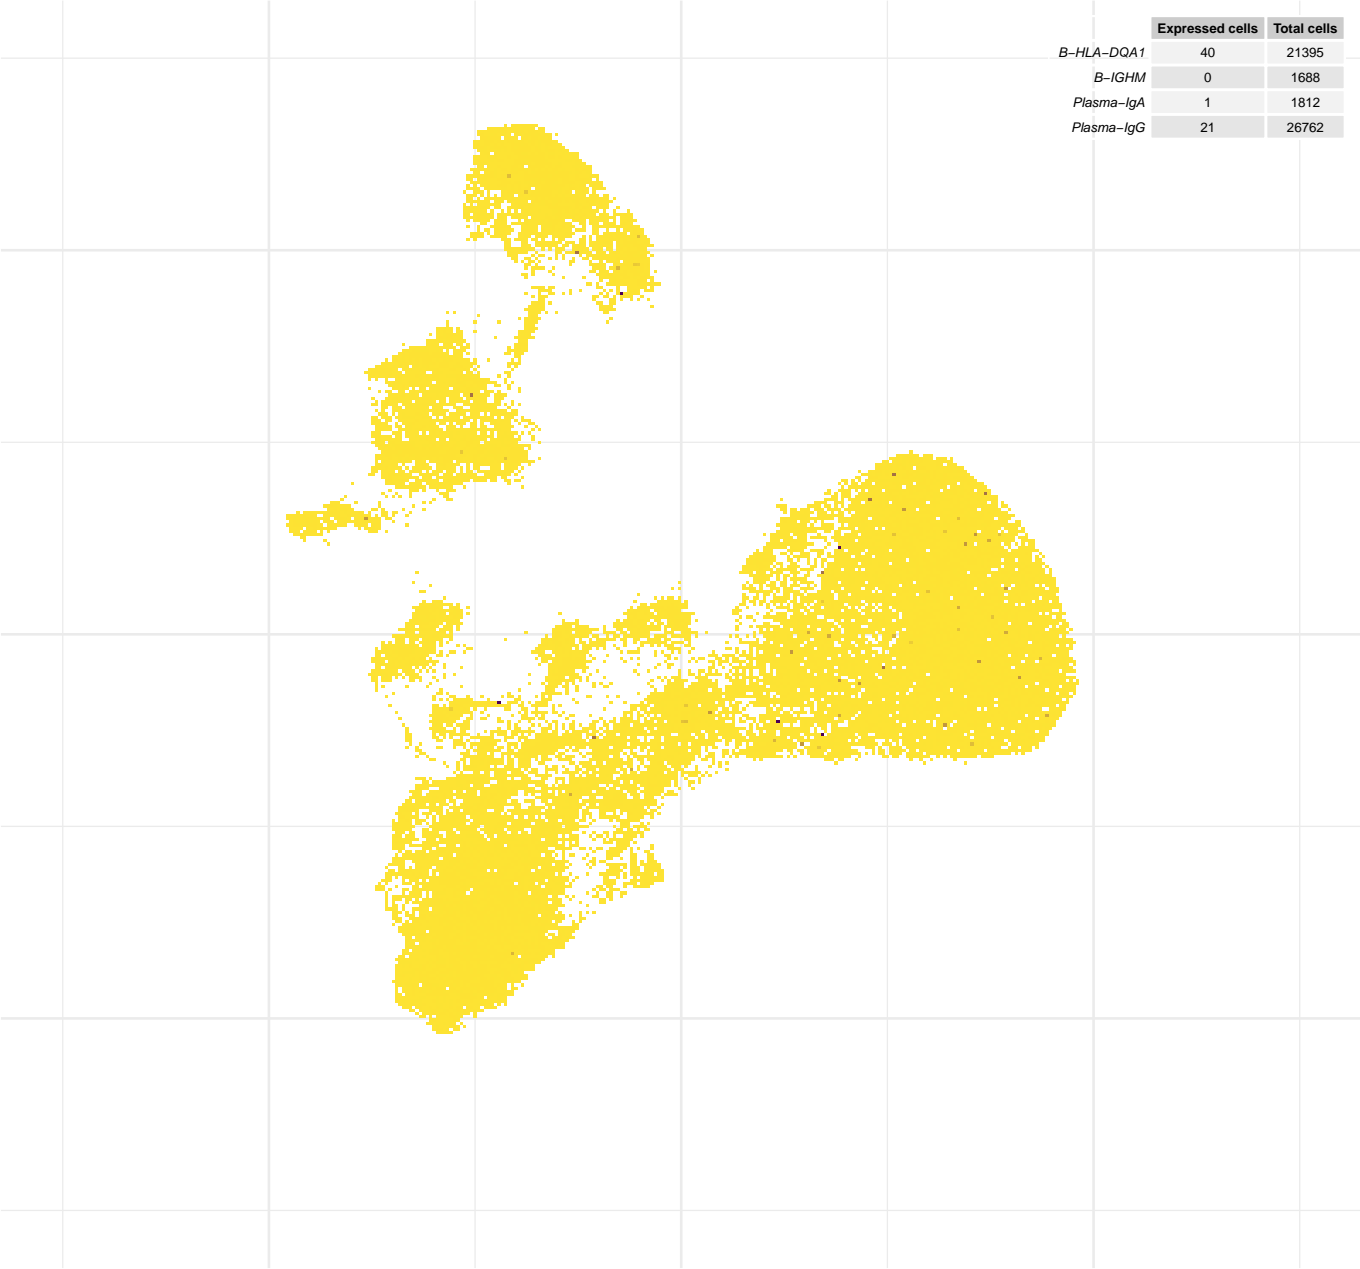 Expressed cells Total cells
B−HLA−DQA1 40 21395
B−IGHM 0 1688
Plasma−IgA 1 1812
Plasma−IgG 21 26762